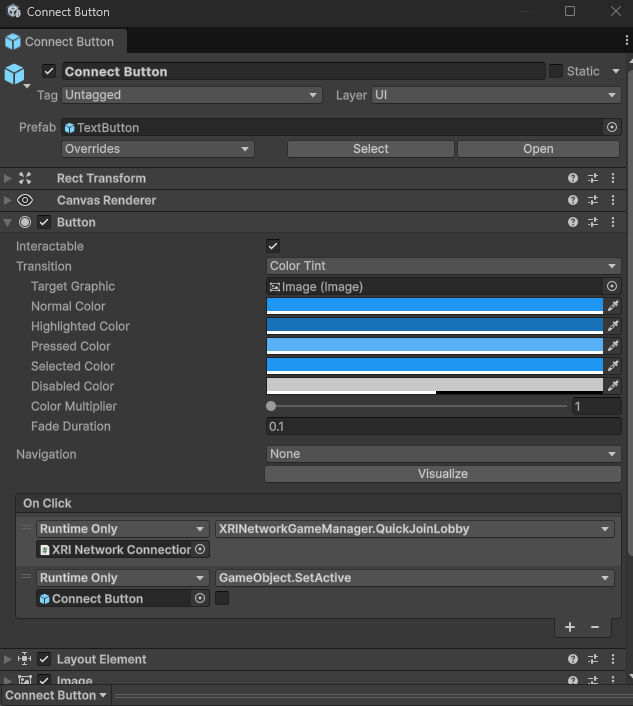 Connect Button
Connect Button
Connect Button Static
Tag Untagged Layer UI
Prefab TextButton
Overrides Select Open
Rect Transform
Canvas Renderer
Button
Interactable
Transition Color Tint
Target Graphic Image (Image)
Normal Color
Highlighted Color
Pressed Color
Selected Color
Disabled Color
Color Multiplier 1
Fade Duration 0.1
Navigation None
Visualize
On Click
Runtime Only XRINetworkGameManager.QuickJoinLobby
XRI Network Connection
Runtime Only GameObject.SetActive
Connect Button
Layout Element
Image
Connect Button